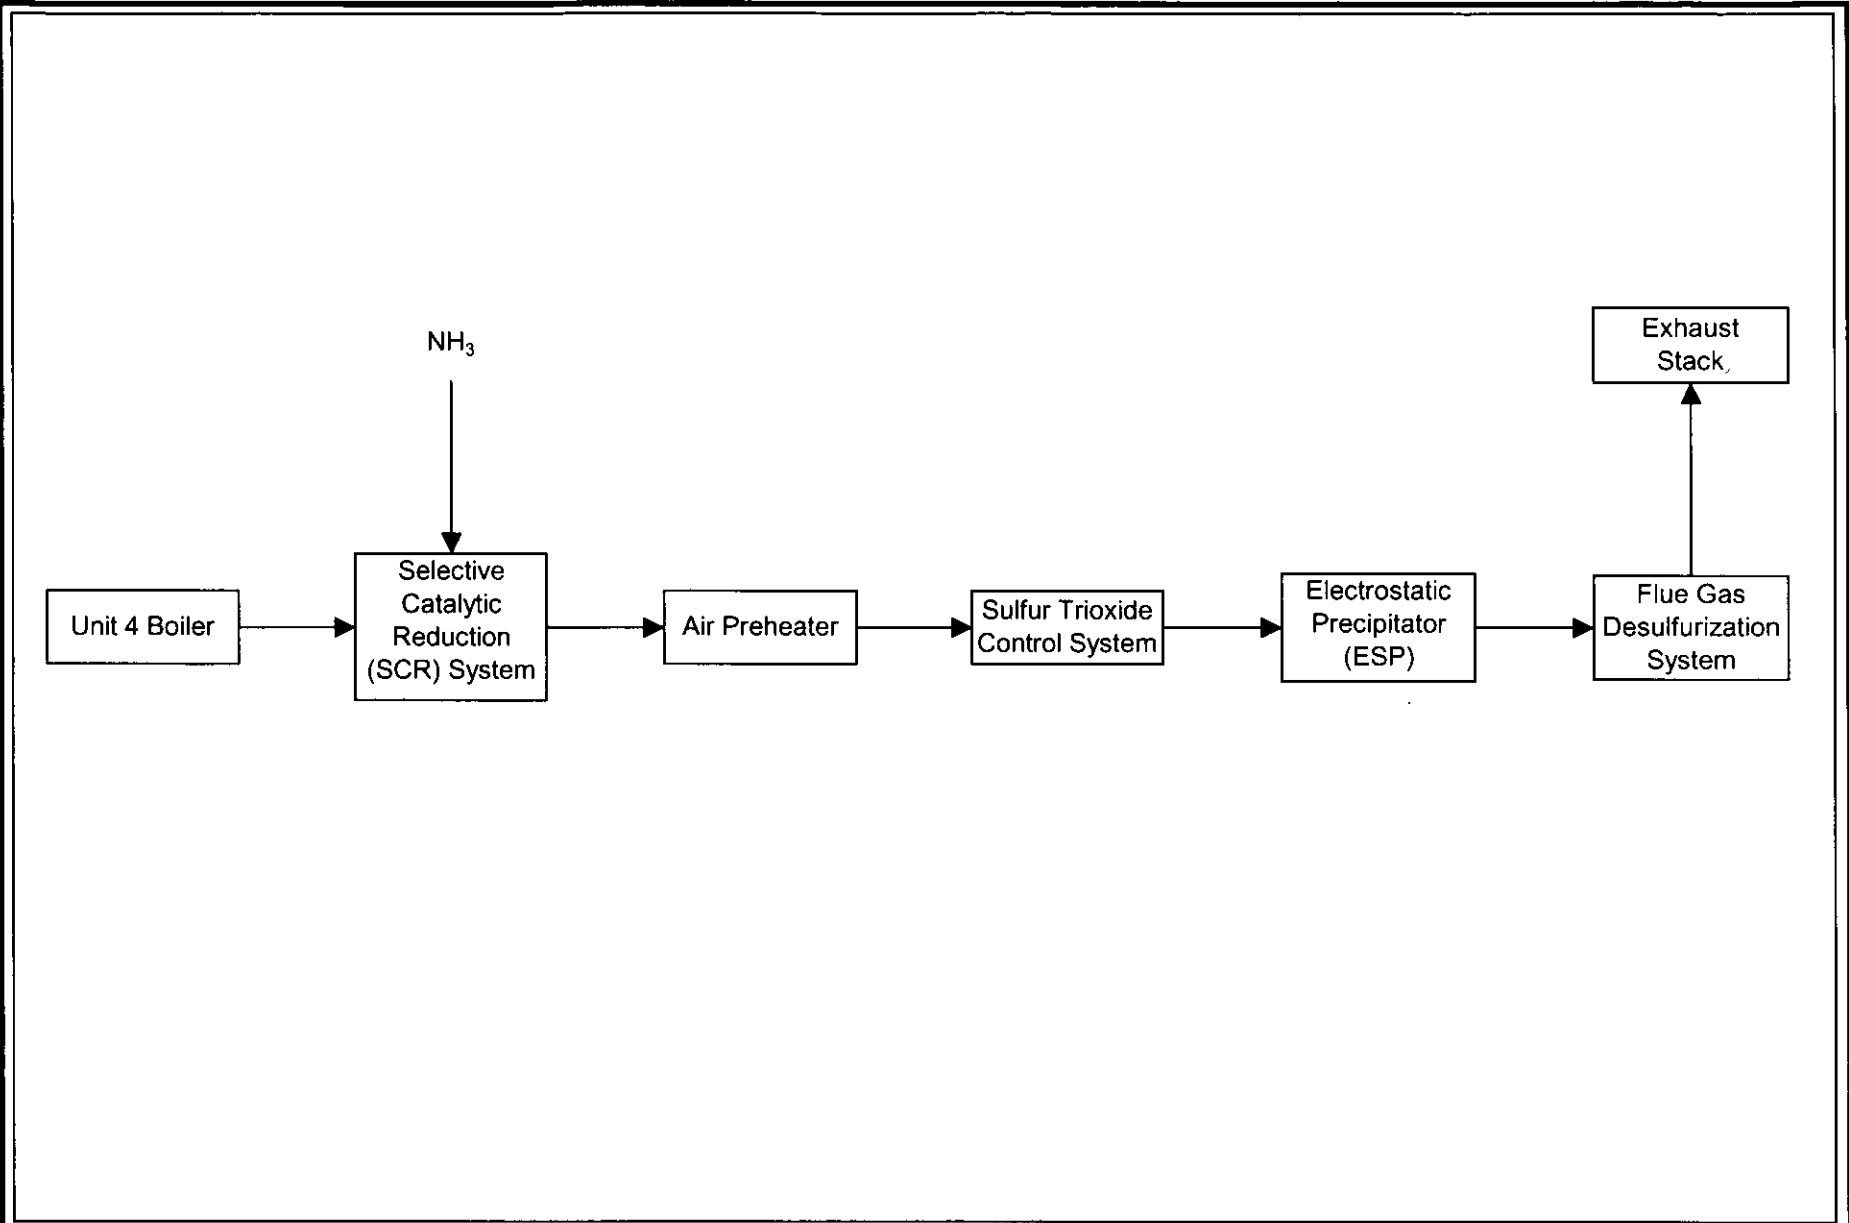 NH₃
Exhaust
Stack
Unit 4 Boiler
Selective
Catalytic
Reduction
(SCR) System
Air Preheater
Sulfur Trioxide
Control System
Electrostatic
Precipitator
(ESP)
Flue Gas
Desulfurization
System